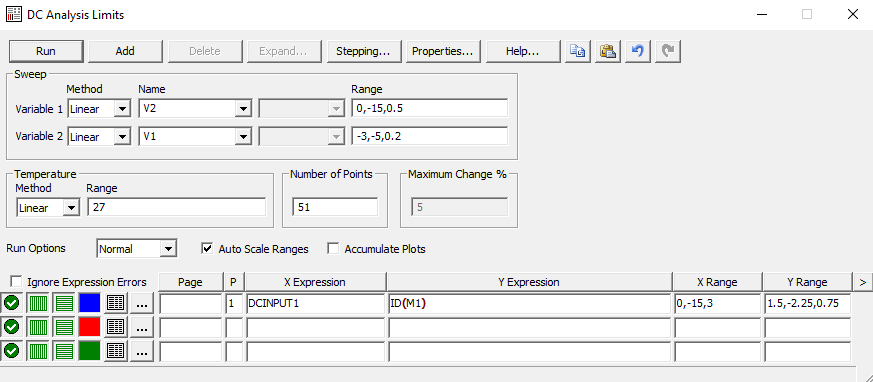 DC Analysis Limits
Run Add Delete Expand... Stepping... Properties... Help...
Sweep
Method Name Range
Variable 1 Linear V2 0,-15,0.5
Variable 2 Linear V1 -3,-5,0.2
Temperature Number of Points Maximum Change %
Method Range
Linear 27 51 5
Run Options Normal Auto Scale Ranges Accumulate Plots
Ignore Expression Errors Page P X Expression Y Expression X Range Y Range >
... 1 DCINPUT1 ID(M1) 0,-15,3 1.5,-2.25,0.75
...
...